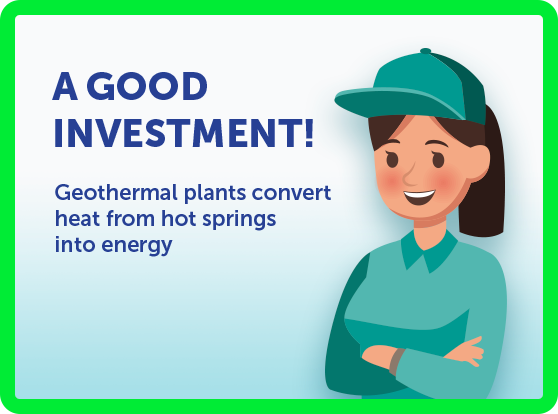 A GOOD
INVESTMENT!
Geothermal plants convert
heat from hot springs
into energy